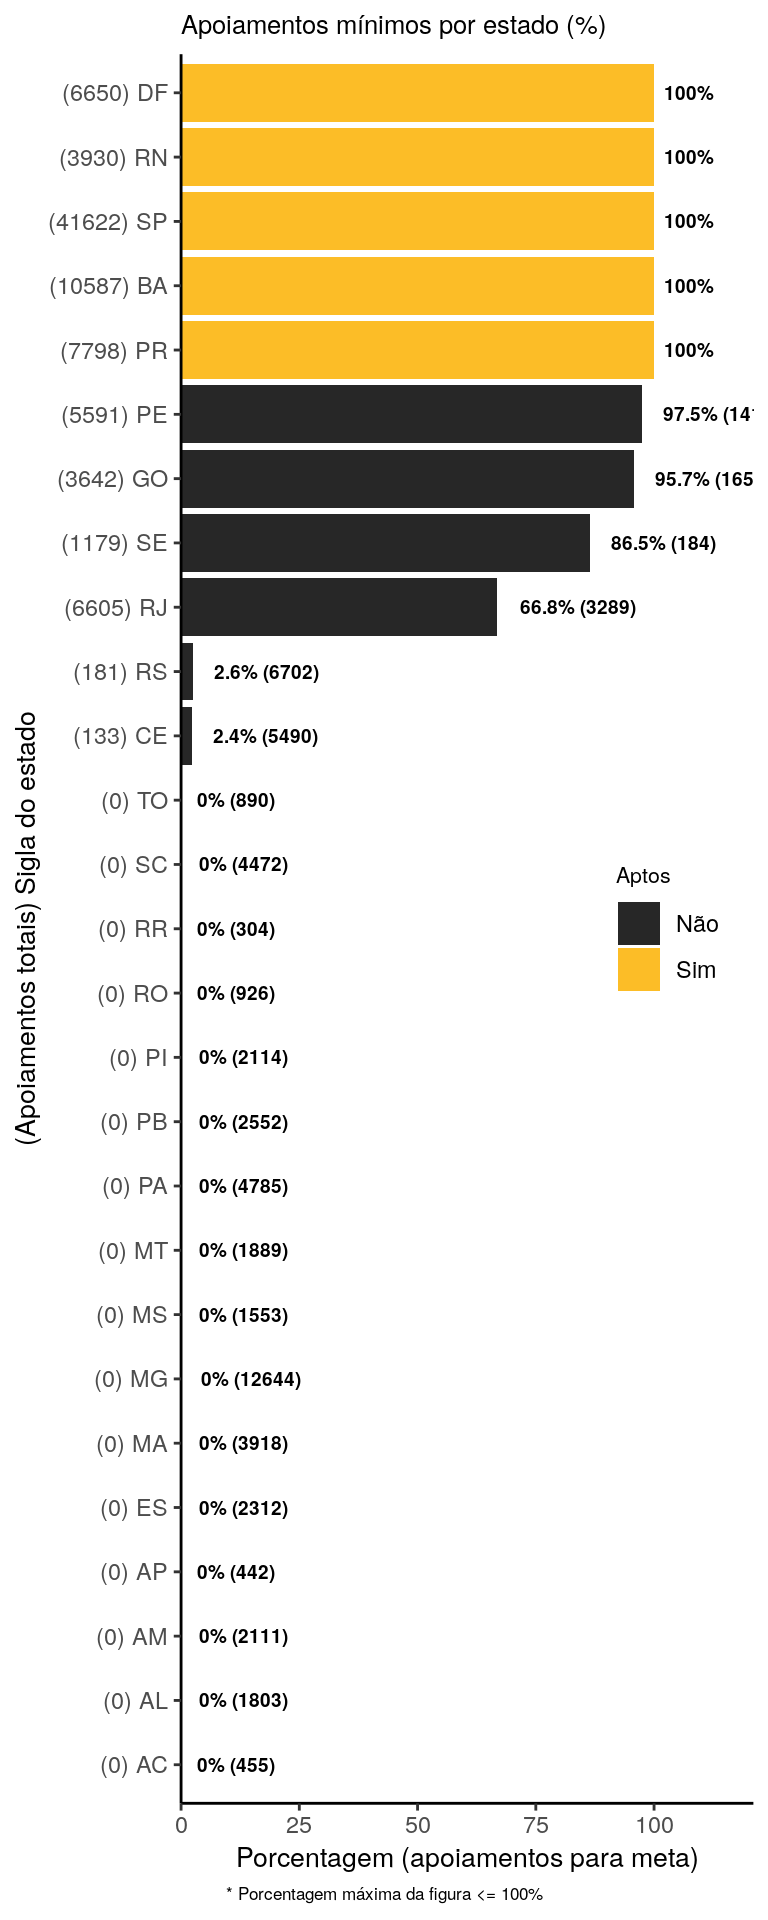 Apoiamentos mínimos por estado (%)
(6650) DF 100%
(3930) RN 100%
(41622) SP 100%
(10587) BA 100%
(7798) PR 100%
(5591) PE 97.5% (14
(3642) GO 95.7% (165
(1179) SE 86.5% (184)
(6605) RJ 66.8% (3289)
(181) RS 2.6% (6702)
(133) CE 2.4% (5490)
(0) TO 0% (890)
(0) SC 0% (4472)
(0) RR 0% (304)
(0) RO 0% (926)
(0) PI 0% (2114)
(0) PB 0% (2552)
(0) PA 0% (4785)
(0) MT 0% (1889)
(0) MS 0% (1553)
(0) MG 0% (12644)
(0) MA 0% (3918)
(0) ES 0% (2312)
(0) AP 0% (442)
(0) AM 0% (2111)
(0) AL 0% (1803)
(0) AC 0% (455)
(Apoiamentos totais) Sigla do estado
Aptos
Não
Sim
0 25 50 75 100
Porcentagem (apoiamentos para meta)
* Porcentagem máxima da figura <= 100%